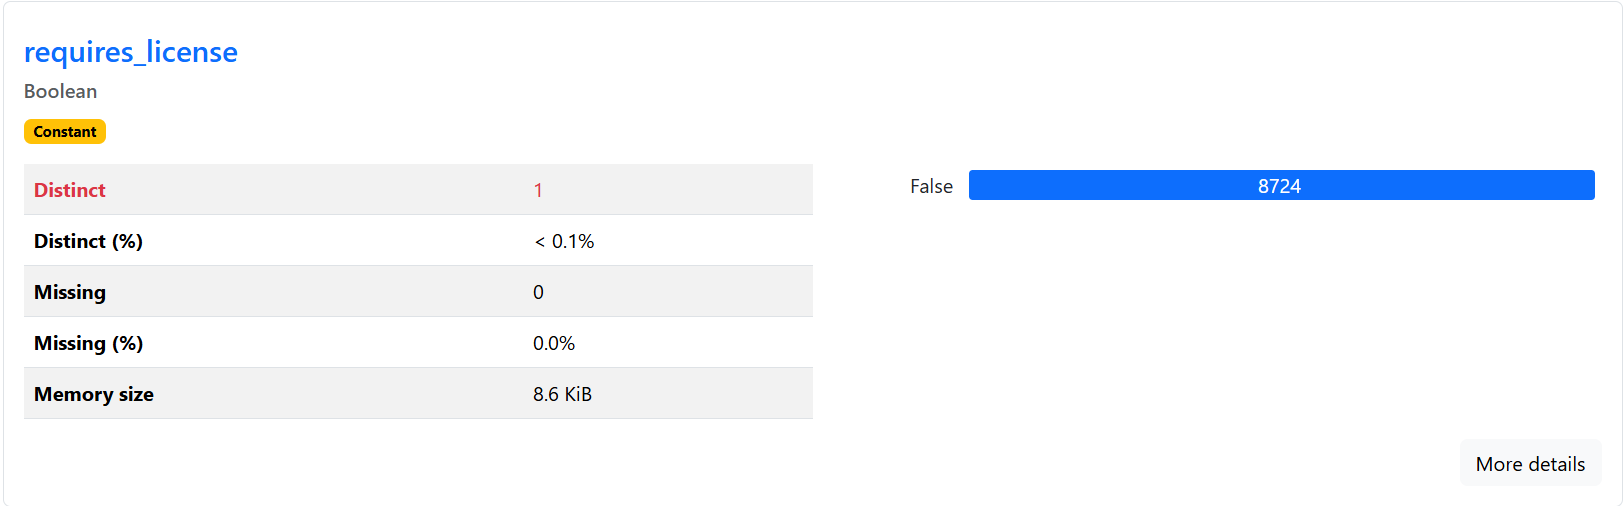 requires_license
Boolean
Constant
Distinct 1
Distinct (%) < 0.1%
Missing 0
Missing (%) 0.0%
Memory size 8.6 KiB
False 8724
More details